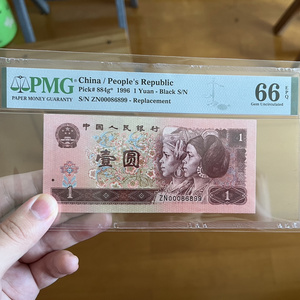 PMG
PAPER MONEY GUARANTY
China / People's Republic
Pick# 884g* 1996 1 Yuan - Black S/N
S/N ZN00086899 - Replacement
66 EPQ
Gem Uncirculated
中国人民银行
1
壹圆
1
1
ZN00086899